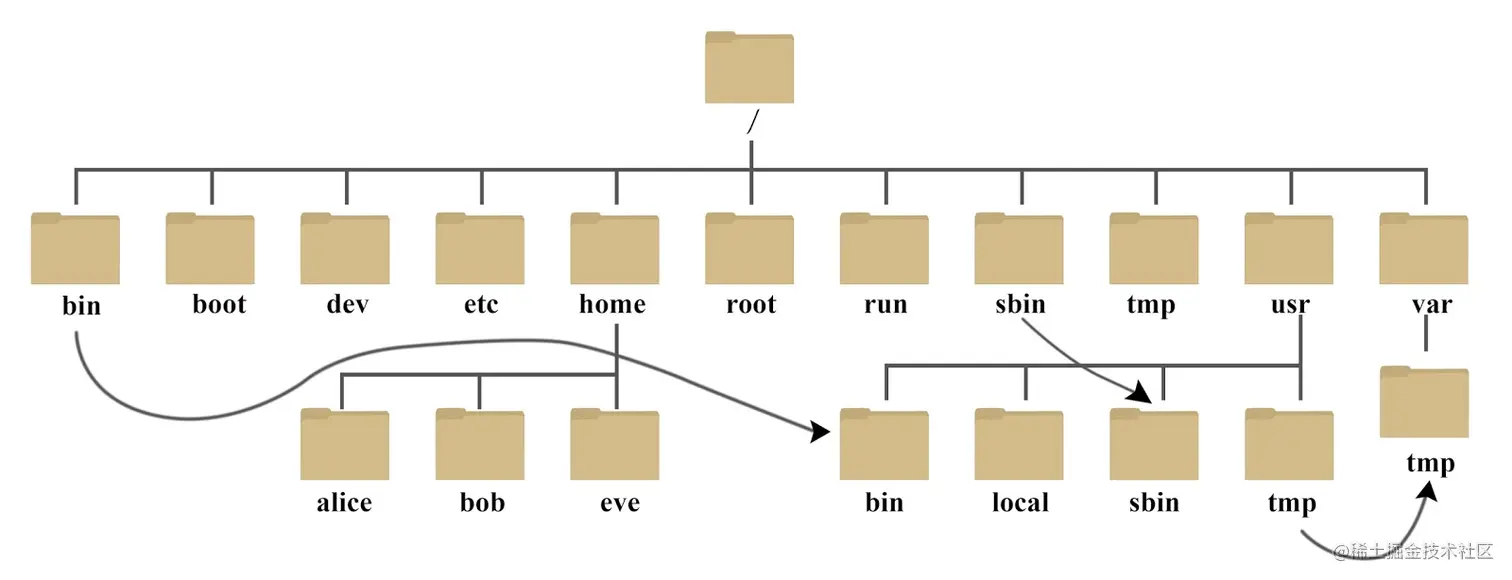 /
bin boot dev etc home root run sbin tmp usr var
tmp
alice bob eve bin local sbin tmp
@稀土掘金技术社区